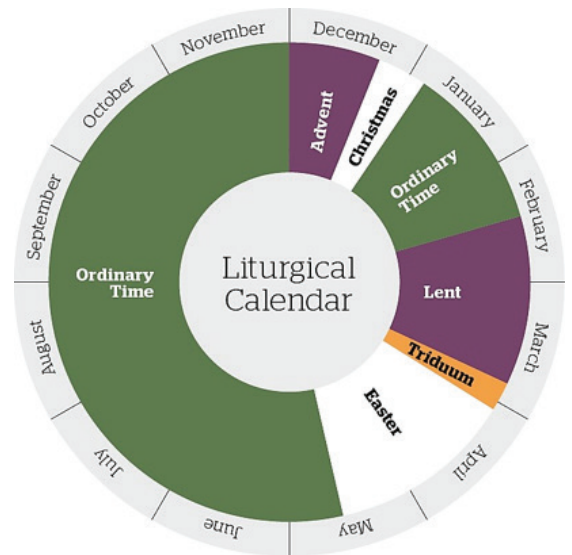 December
January
February
March
April
May
June
July
August
September
October
November
Advent
Christmas
Ordinary
Time
Lent
Triduum
Easter
Ordinary
Time
Liturgical
Calendar